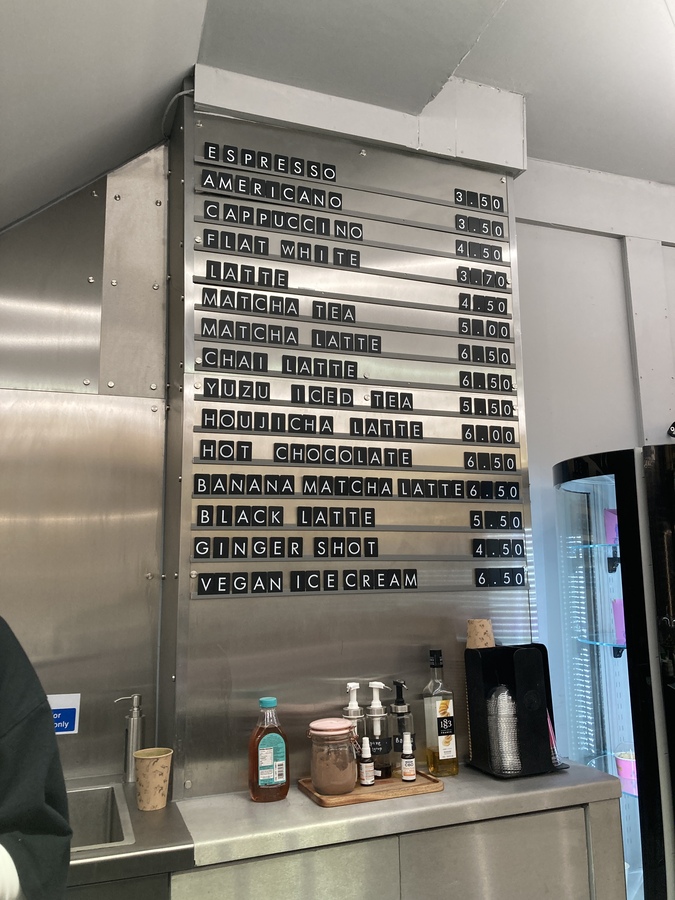 ESPRESSO 3.50
AMERICANO 3.50
CAPPUCCINO 4.50
FLAT WHITE 3.70
LATTE 4.50
MATCHA TEA 5.00
MATCHA LATTE 6.50
CHAI LATTE 6.50
YUZU ICED TEA 5.50
HOUJICHA LATTE 6.00
HOT CHOCOLATE 6.50
BANANA MATCHA LATTE 6.50
BLACK LATTE 5.50
GINGER SHOT 4.50
VEGAN ICE CREAM 6.50
or
only
183